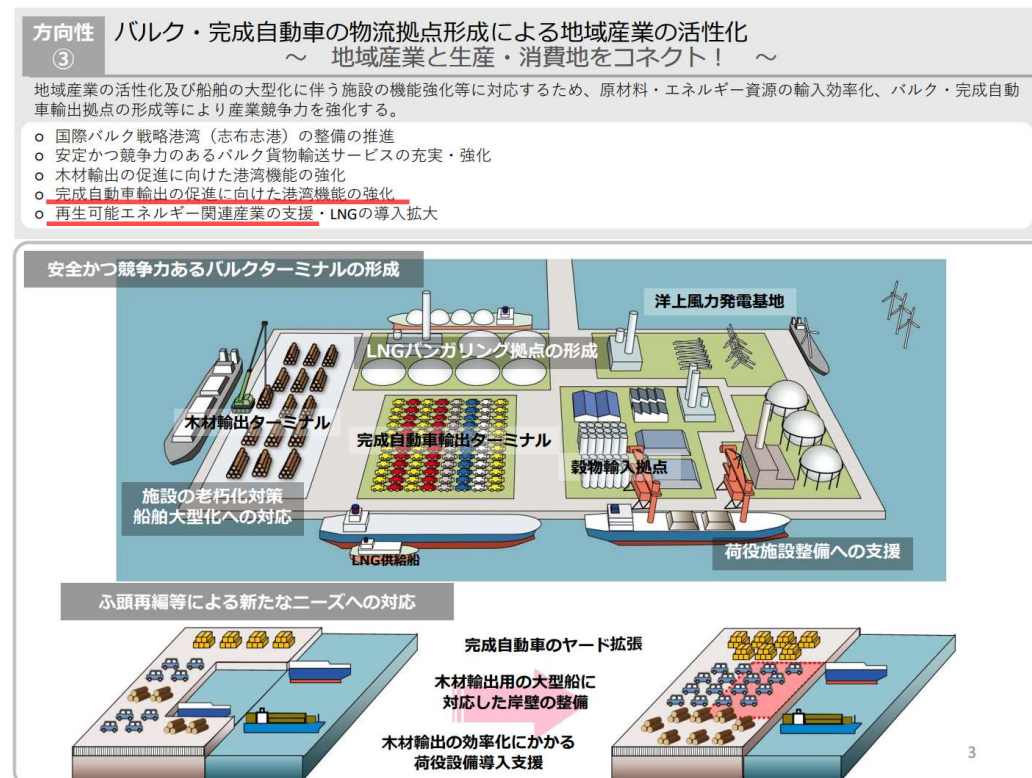 方向性
③
バルク・完成自動車の物流拠点形成による地域産業の活性化
～ 地域産業と生産・消費地をコネクト！ ～
地域産業の活性化及び船舶の大型化に伴う施設の機能強化等に対応するため、原材料・エネルギー資源の輸入効率化、バルク・完成自動
車輸出拠点の形成等により産業競争力を強化する。
o 国際バルク戦略港湾（志布志港）の整備の推進
o 安定かつ競争力のあるバルク貨物輸送サービスの充実・強化
o 木材輸出の促進に向けた港湾機能の強化
o 完成自動車輸出の促進に向けた港湾機能の強化
o 再生可能エネルギー関連産業の支援・LNGの導入拡大
安全かつ競争力あるバルクターミナルの形成
洋上風力発電基地
LNGバンガリング拠点の形成
木材輸出ターミナル
完成自動車輸出ターミナル
穀物輸入拠点
施設の老朽化対策
船舶大型化への対応
LNG供給船
荷役施設整備への支援
ふ頭再編等による新たなニーズへの対応
完成自動車のヤード拡張
木材輸出用の大型船に
対応した岸壁の整備
木材輸出の効率化にかかる
荷役設備導入支援
3